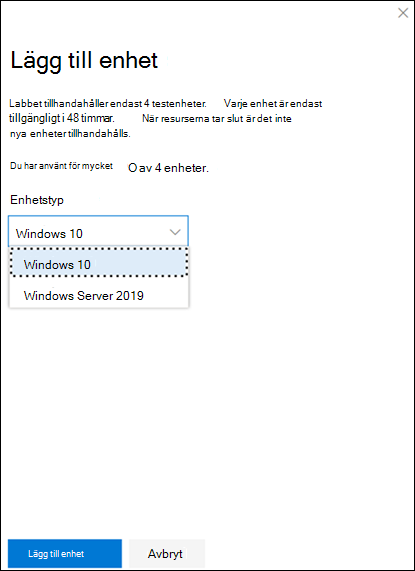 Lägg till enhet
Labbet tillhandahåller endast 4 testenheter. Varje enhet är endast
tillgängligt i 48 timmar. När resurserna tar slut är det inte
nya enheter tillhandahålls.
Du har använt för mycket O av 4 enheter.
Enhetstyp
Windows 10
Windows 10
Windows Server 2019
Lägg till enhet Avbryt